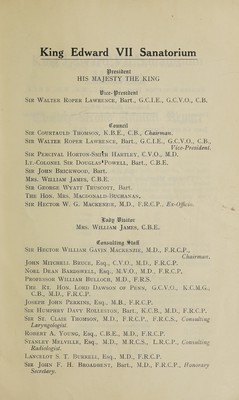 King Edward VII Sanatorium
President
HIS MAJESTY THE KING
Vice-President
SIR WALTER ROPER LAWRENCE, Bart., G.C.I.E., G.C.V.O., C.B.
Council
SIR COURTAULD THOMSON, K.B.E., C.B., Chairman.
SIR WALTER ROPER LAWRENCE, Bart., G.C.I.E., G.C.V.O., C.B.,
Vice-President.
SIR PERCIVAL HORTON-SMITH HARTLEY, C.V.O., M.D.
LT.-COLONEL SIR DOUGLAS POWELL, Bart., C.B.E.
SIR JOHN BRICKWOOD, Bart.
MRS. WILLIAM JAMES, C.B.E.
SIR GEORGE WYATT TRUSCOTT, Bart.
THE HON. MRS. MACDONALD-BUCHANAN,
SIR HECTOR W. G. MACKENZIE, M.D., F.R.C.P., Ex-Officio.
Lady Visitor
MRS. WILLIAM JAMES, C.B.E.
Consulting Staff
SIR HECTOR WILLIAM GAVEN MACKENZIE, M.D., F.R.C.P.,
Chairman.
JOHN MITCHELL BRUCE, Esq., C.V.O., M.D., F.R.C.P.
NOEL DEAN BARDSWELL, Esq., M.V.O., M.D., F.R.C.P.
PROFESSOR WILLIAM BULLOCH, M.D., F.R.S.
THE RT. HON. LORD DAWSON OF PENN, G.C.V.O., K.C.M.G.,
C.B., M.D., F.R.C.P.
JOSEPH JOHN PERKINS, Esq., M.B., F.R.C.P.
SIR HUMPHRY DAVY ROLLESTON, Bart., K.C.B., M.D., F.R.C.P.
SIR ST. CLAIR THOMSON, M.D., F.R.C.P., F.R.C.S., Consulting
Laryngologist.
ROBERT A. YOUNG, Esq., C.B.E., M.D., F.R.C.P.
STANLEY MELVILLE, Esq., M.D., M.R.C.S., L.R.C.P., Consulting
Radiologist.
LANGELOT S. T. BURRELL, Esq., M.D., F.R.C.P.
SIR JOHN F. H. BROADBENT, Bart., M.D., F.R.C.P., Honorary
Secretary.